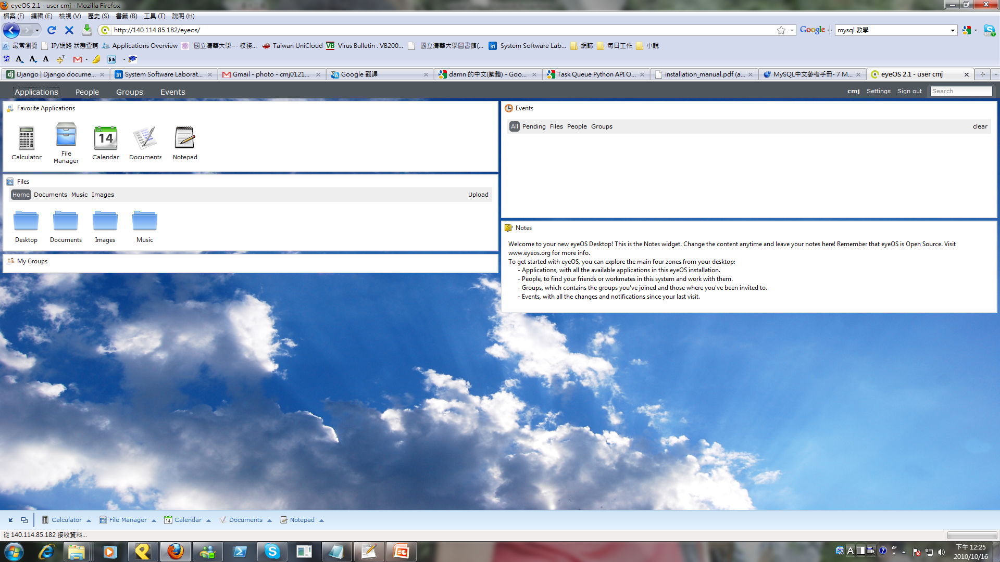 eyeOS 2.1 - user cmj - Mozilla Firefox
檔案 (F) 編輯 (E) 檢視 (V) 歷史 (S) 書籤 (B) 工具 (T) 說明 (H)
http://140.114.85.182/eyeos/
Google
mysql 教學
最常瀏覽 IP/網路 狀態查詢 Applications Overview 國立清華大學 -- 校務... Taiwan UniCloud VB Virus Bulletin : VB200... 國立清華大學圖書館(... 31 System Software Lab... 網誌 每日工作 小說
繁 A A A
dj Django | Django docume... 31 System Software Laborat... Gmail - photo - cmj0121... Google 翻譯 damn 的中文(繁體) - Goo... Task Queue Python API O... installation_manual.pdf (a... MySQL中文參考手冊- 7 M... eyeOS 2.1 - user cmj
Applications People Groups Events
cmj Settings Sign out Search
Favorite Applications
OCT
14
Calculator File Manager Calendar Documents Notepad
Files
Home Documents Music Images Upload
Desktop Documents Images Music
My Groups
Events
All Pending Files People Groups clear
Notes
Welcome to your new eyeOS Desktop! This is the Notes widget. Change the content anytime and leave your notes here! Remember that eyeOS is Open Source. Visit
www.eyeos.org for more info.
To get started with eyeOS, you can explore the main four zones from your desktop:
- Applications, with all the available applications in this eyeOS installation.
- People, to find your friends or workmates in this system and work with them.
- Groups, which contains the groups you've joined and those where you've been invited to.
- Events, with all the changes and notifications since your last visit.
Calculator File Manager 14 Calendar Documents Notepad
從 140.114.85.182 接收資料...
A
下午 12:25
2010/10/16